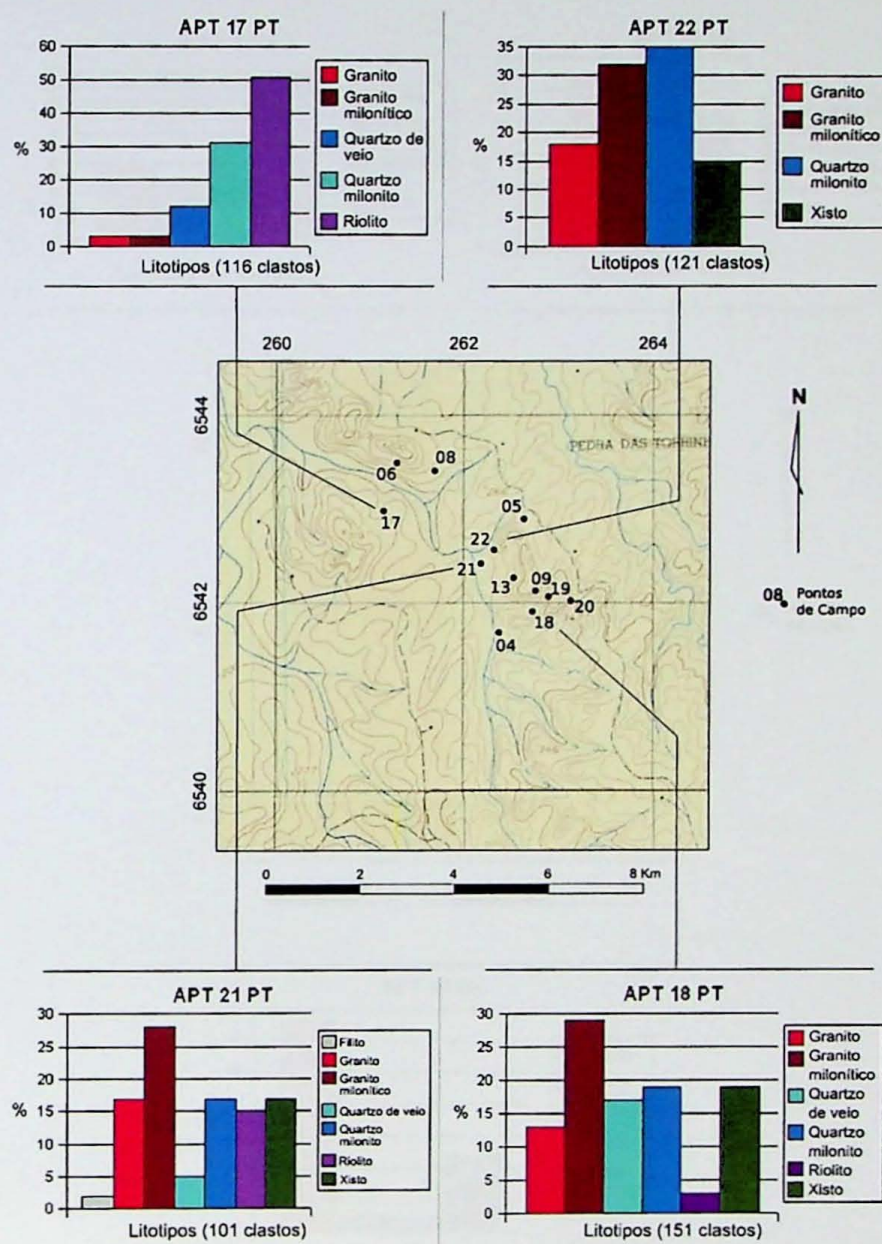 APT 17 PT
60
50
40
30
20
10
0
%
Granito
Granito
milonítico
Quartzo de
veio
Quartzo
milonito
Riolito
Litotipos (116 clastos)
APT 22 PT
35
30
25
20
15
10
5
0
%
Granito
Granito
milonítico
Quartzo
milonito
Xisto
Litotipos (121 clastos)
260 262 264
6544
6542
6540
PEDRA DAS
06
08
17
05
22
21
13
09
19
20
18
04
N
08 Pontos
de Campo
0 2 4 6 8 Km
APT 21 PT
30
25
20
15
10
5
0
%
Filito
Granito
Granito
milonítico
Quartzo de veio
Quartzo
milonito
Riolito
Xisto
Litotipos (101 clastos)
APT 18 PT
30
25
20
15
10
5
0
%
Granito
Granito
milonítico
Quartzo
de veio
Quartzo
milonito
Riolito
Xisto
Litotipos (151 clastos)